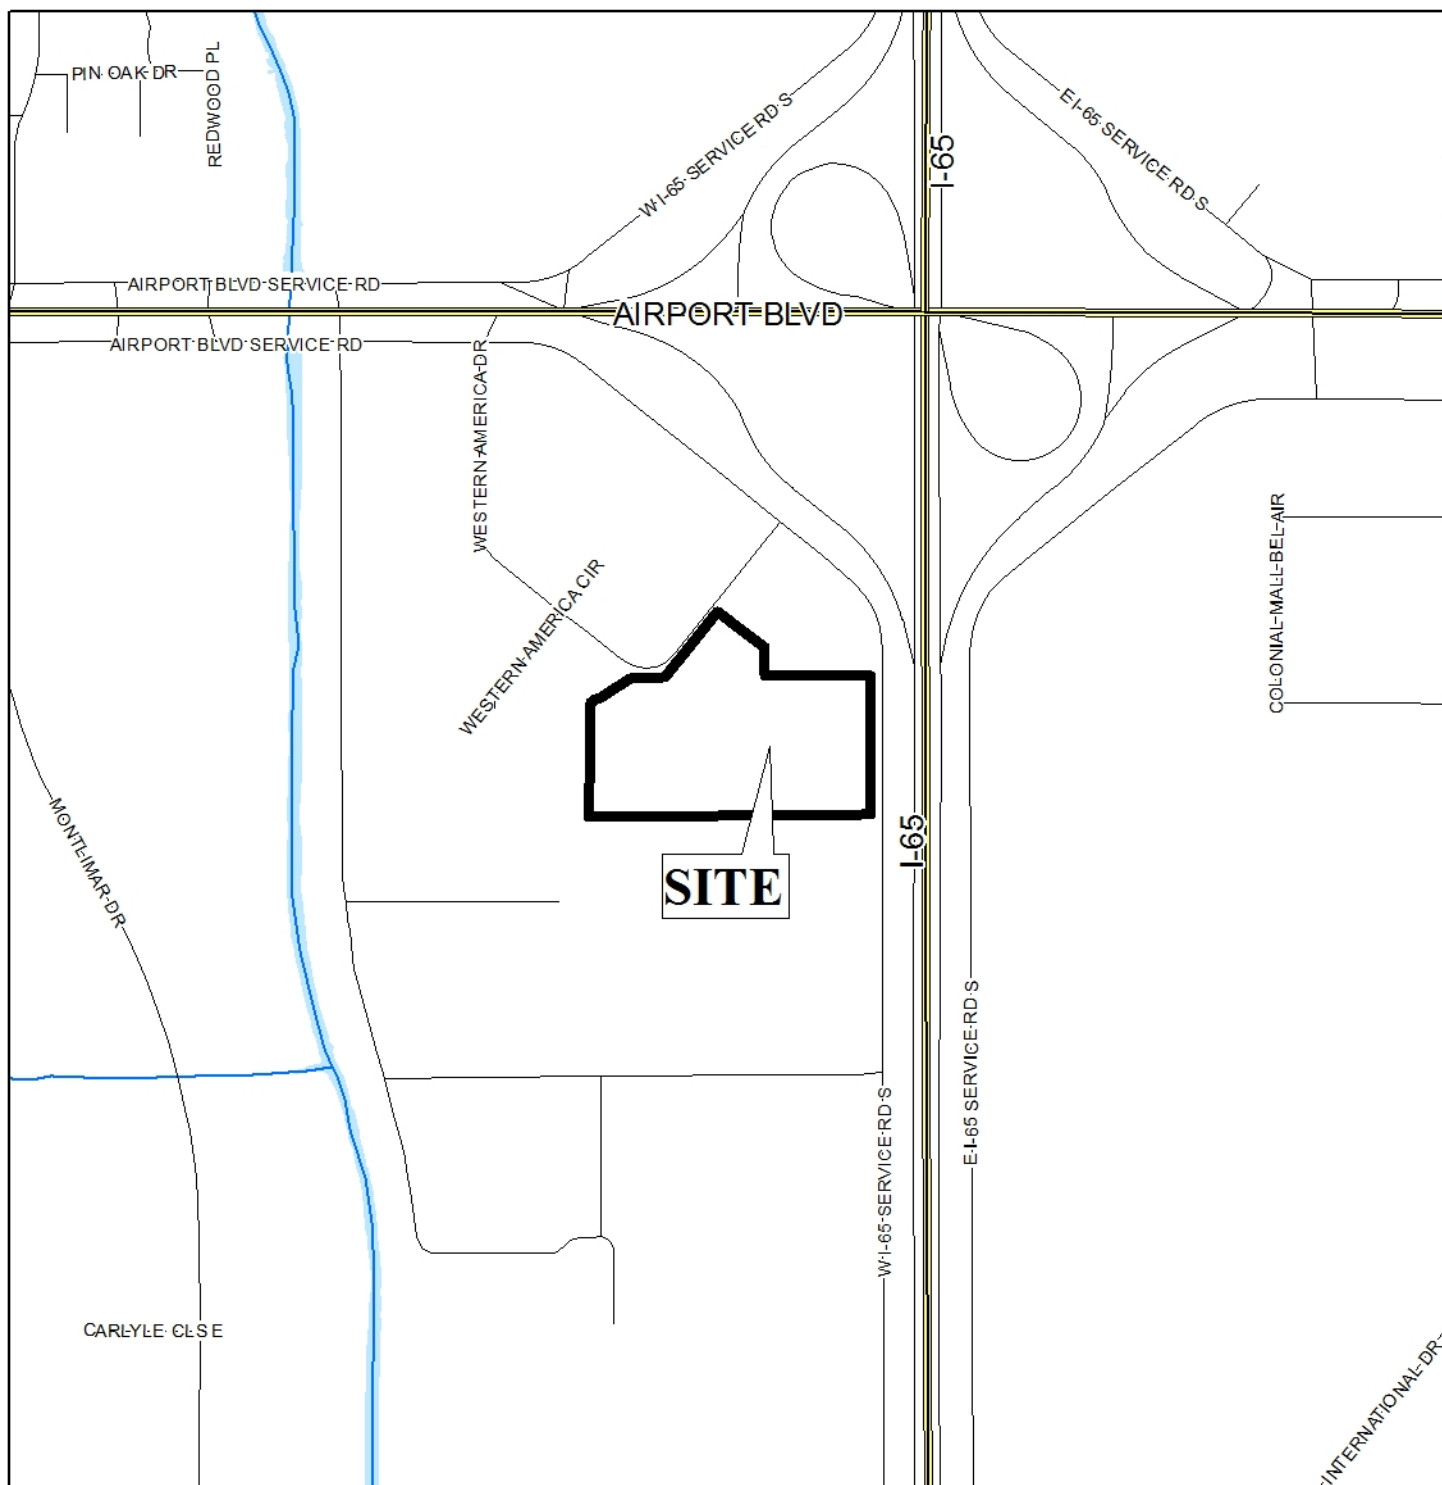 PIN OAK DR
REDWOOD PL
W I-65 SERVICE RD S
I-65
E I-65 SERVICE RD S
AIRPORT BLVD SERVICE RD
AIRPORT BLVD
AIRPORT BLVD SERVICE RD
WESTERN AMERICA DR
WESTERN AMERICA CIR
COLONIAL MALL BEL AIR
MONTLIMAR DR
I-65
SITE
E I-65 SERVICE RD S
W I-65 SERVICE RD S
CARLYLE CLSE
INTERNATIONAL DR